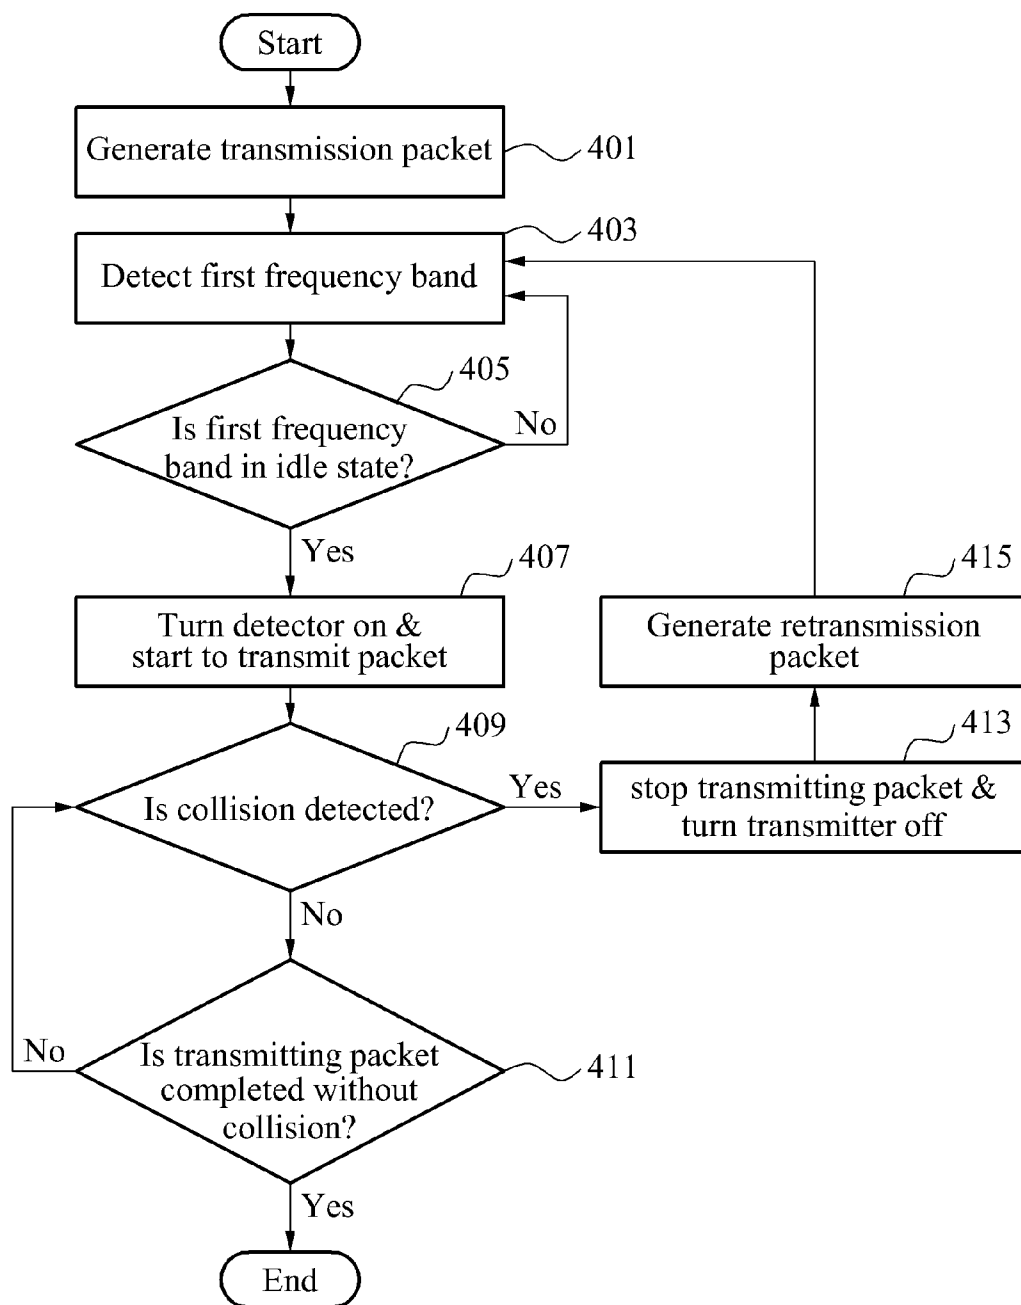 Start
Generate transmission packet
401
403
Detect first frequency band
405
Is first frequency
band in idle state?
No
Yes
407
Turn detector on &
start to transmit packet
415
Generate retransmission
packet
409
Is collision detected?
Yes
413
stop transmitting packet &
turn transmitter off
No
No
Is transmitting packet
completed without
collision?
411
Yes
End